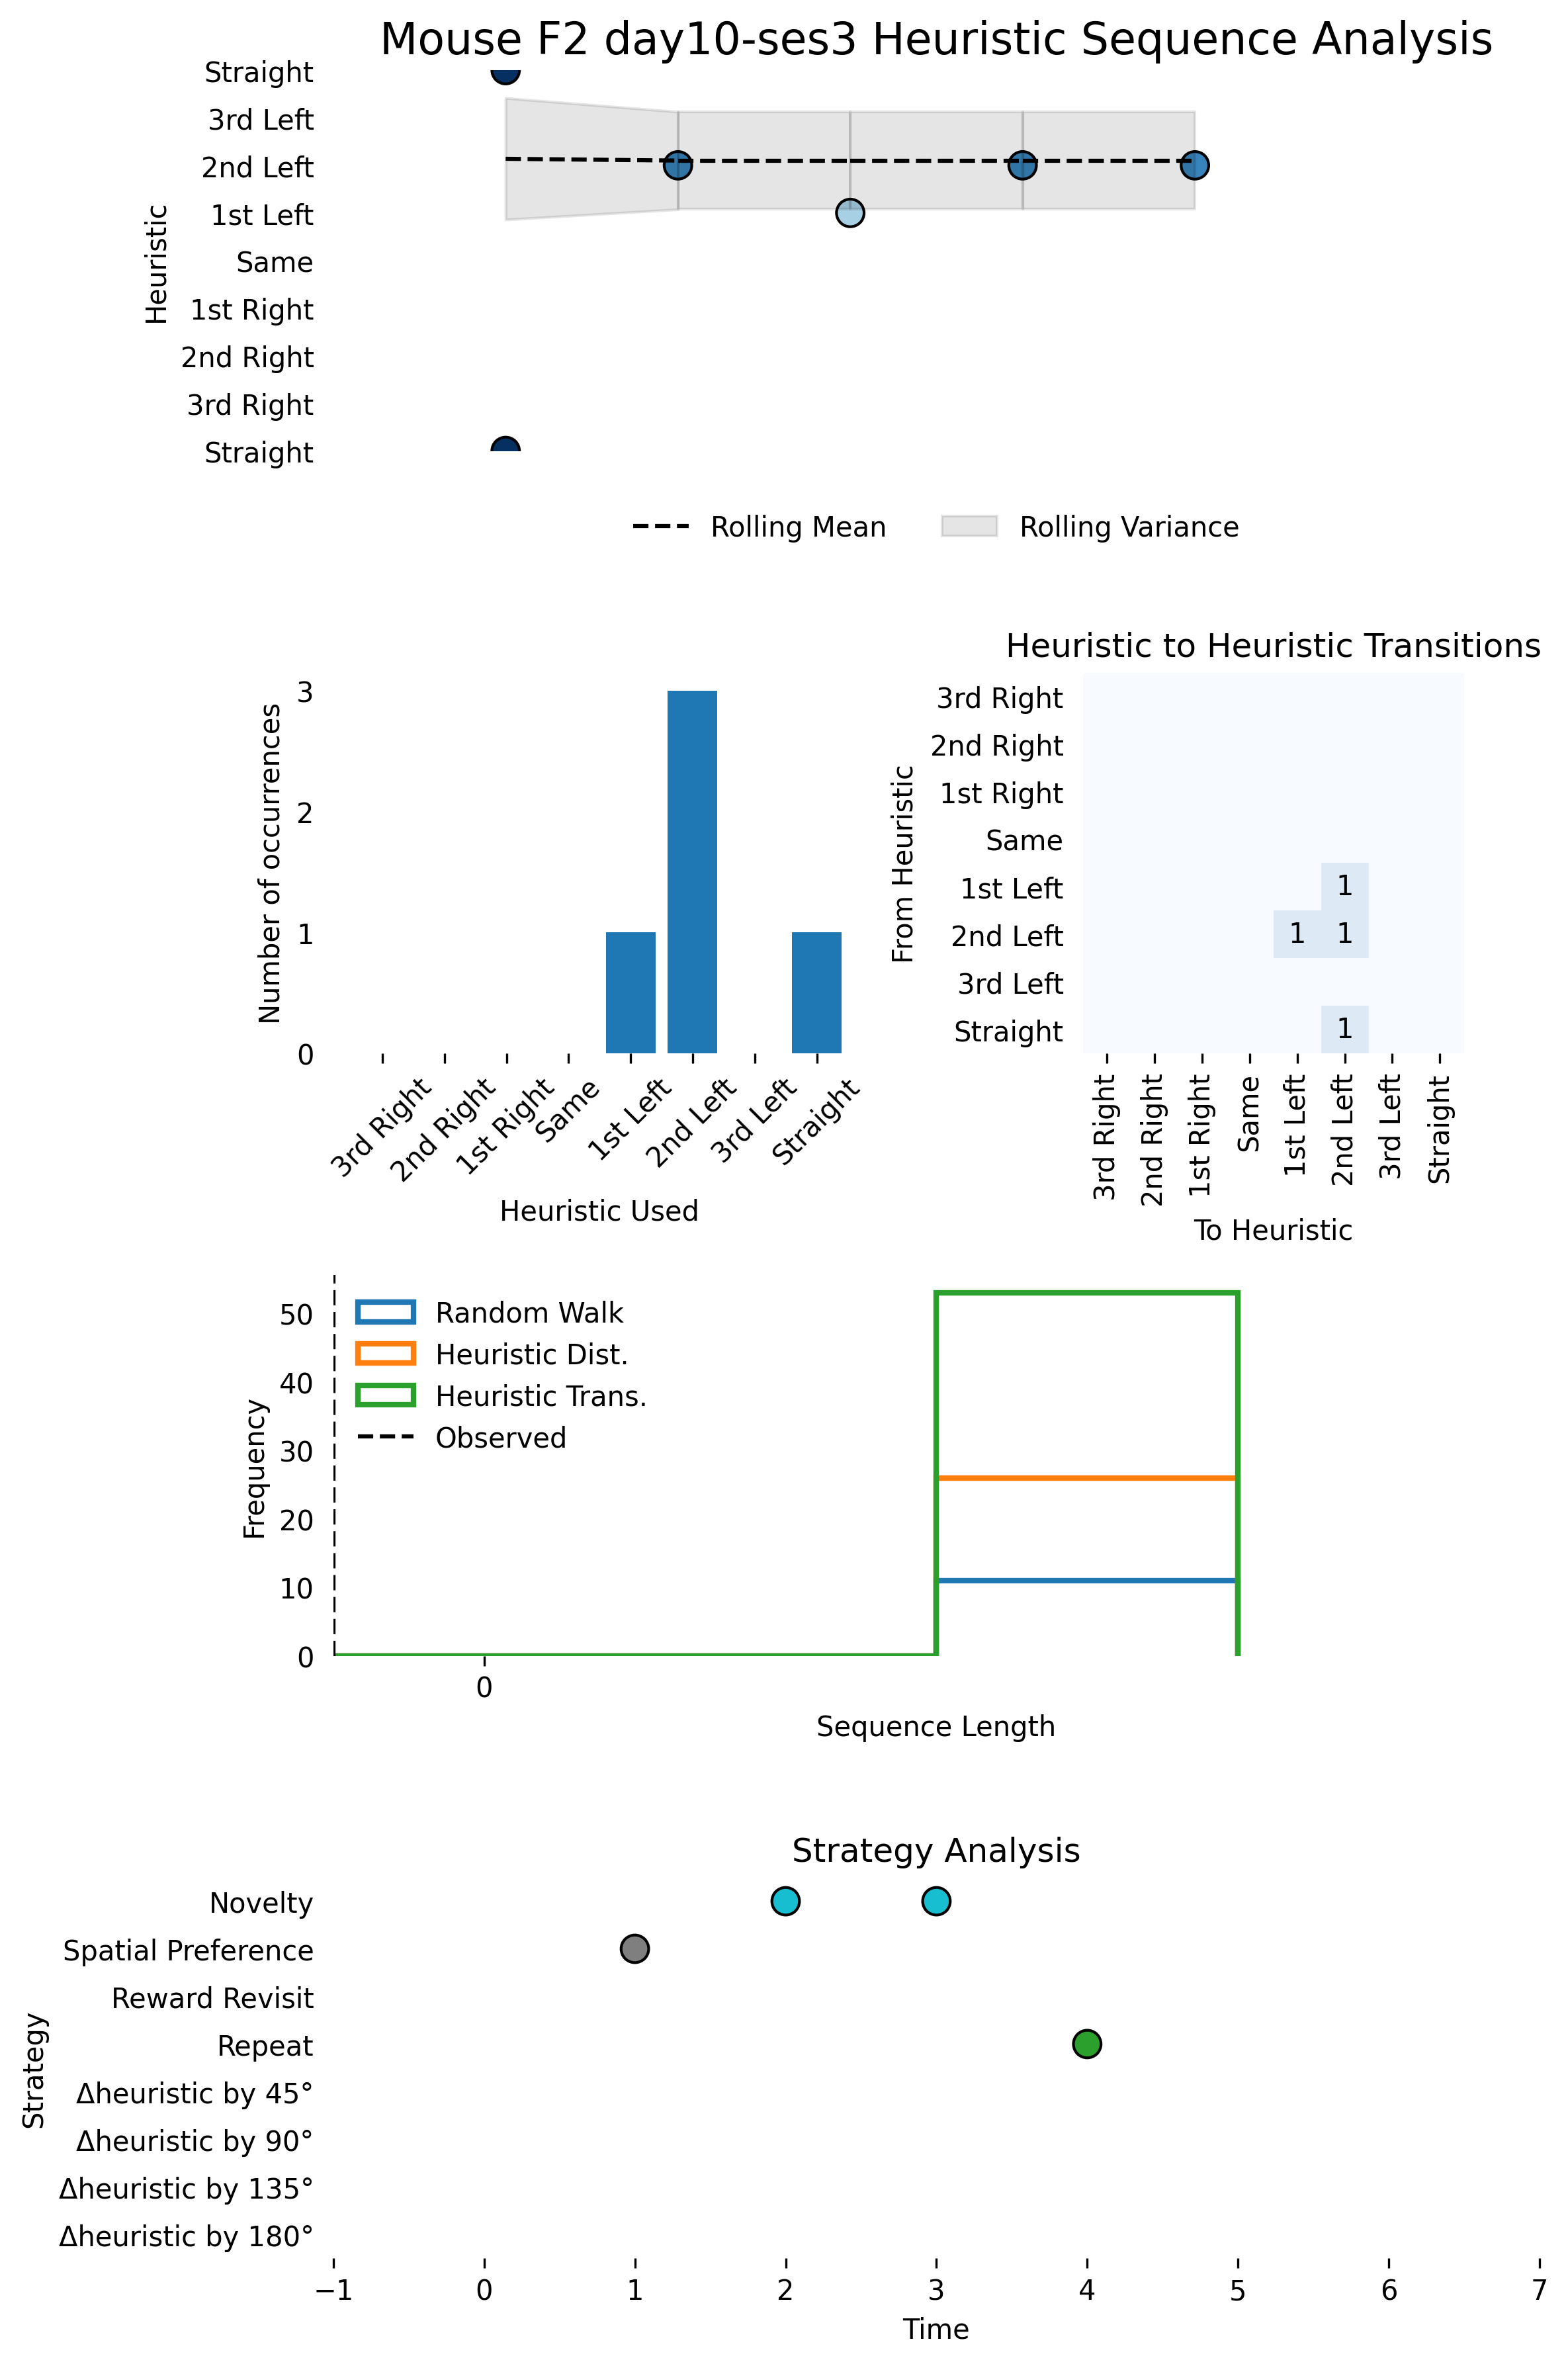 Mouse F2 day10-ses3 Heuristic Sequence Analysis
Straight
3rd Left
2nd Left
1st Left
Same
1st Right
2nd Right
3rd Right
Straight
Heuristic
Rolling Mean
Rolling Variance
3
2
1
0
Number of occurrences
3rd Right
2nd Right
1st Right
Same
1st Left
2nd Left
3rd Left
Straight
Heuristic Used
Heuristic to Heuristic Transitions
3rd Right
2nd Right
1st Right
Same
1st Left
2nd Left
3rd Left
Straight
From Heuristic
1
1 1
1
3rd Right
2nd Right
1st Right
Same
1st Left
2nd Left
3rd Left
Straight
To Heuristic
50
40
30
20
10
0
Frequency
Random Walk
Heuristic Dist.
Heuristic Trans.
Observed
0
Sequence Length
Strategy Analysis
Novelty
Spatial Preference
Reward Revisit
Repeat
Δheuristic by 45°
Δheuristic by 90°
Δheuristic by 135°
Δheuristic by 180°
Strategy
−1 0 1 2 3 4 5 6 7
Time